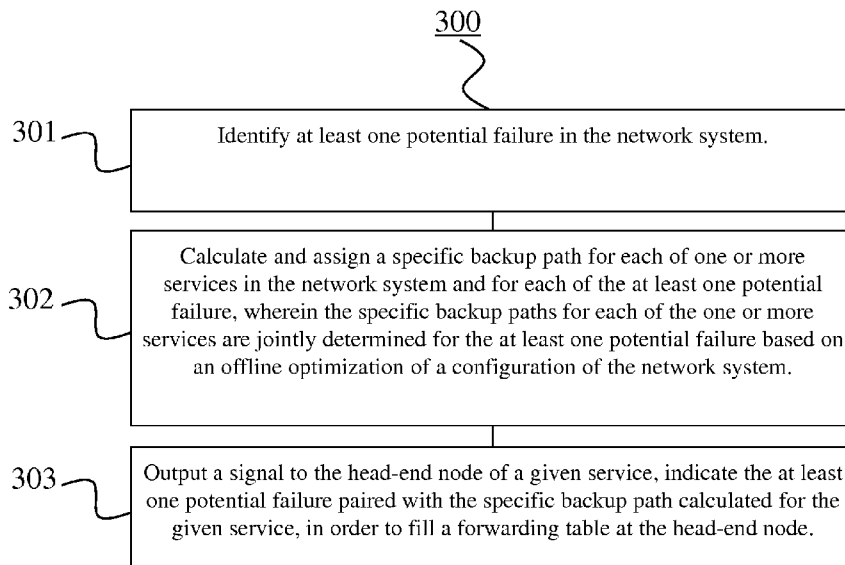 300
301
Identify at least one potential failure in the network system.
302
Calculate and assign a specific backup path for each of one or more
services in the network system and for each of the at least one potential
failure, wherein the specific backup paths for each of the one or more
services are jointly determined for the at least one potential failure based on
an offline optimization of a configuration of the network system.
303
Output a signal to the head-end node of a given service, indicate the at least
one potential failure paired with the specific backup path calculated for the
given service, in order to fill a forwarding table at the head-end node.